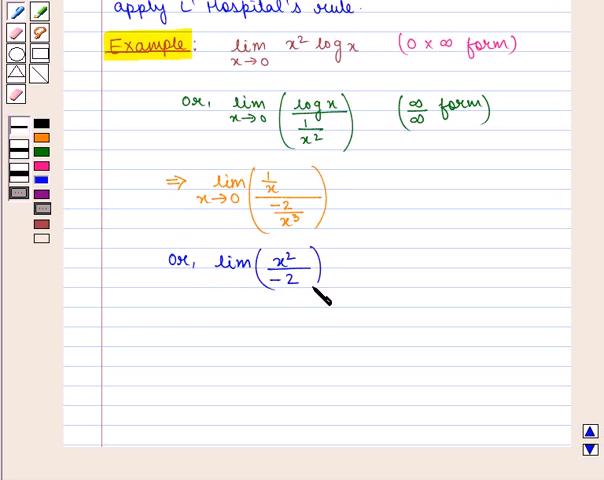 apply L' Hospital's rule.
Example: lim x→0 x² log x (0 × ∞ form)
Or, lim x→0 (log x / (1/x²)) (∞/∞ form)
⇒ lim x→0 ((1/x) / (-2/x³))
Or, lim (x²/-2)